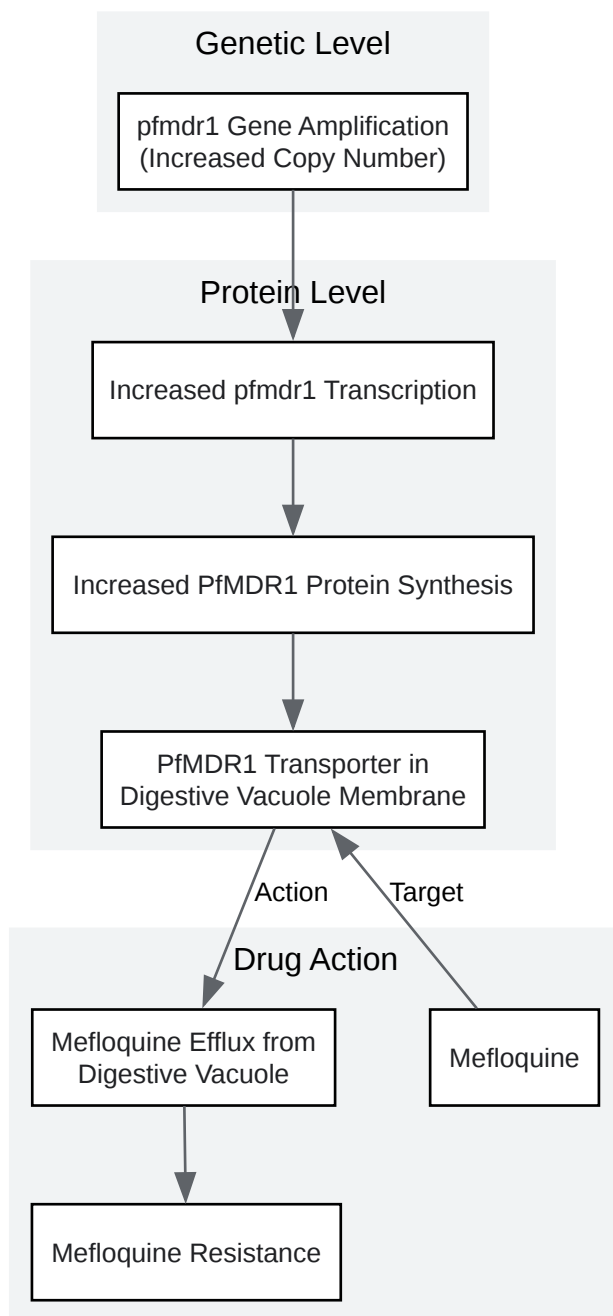 Genetic Level
pfmdr1 Gene Amplification
(Increased Copy Number)
Protein Level
Increased pfmdr1 Transcription
Increased PfMDR1 Protein Synthesis
PfMDR1 Transporter in
Digestive Vacuole Membrane
Action
Target
Drug Action
Mefloquine Efflux from
Digestive Vacuole
Mefloquine
Mefloquine Resistance